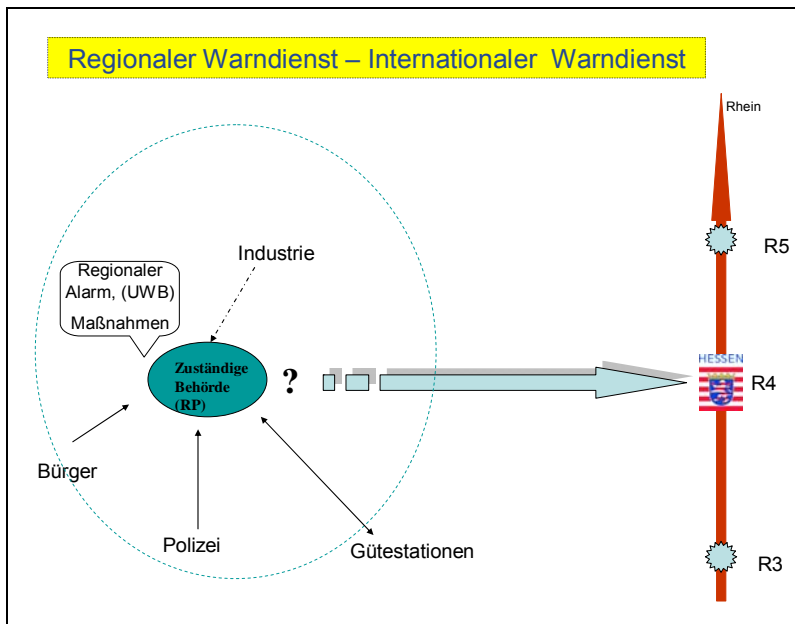 Regionaler Warndienst – Internationaler Warndienst
Rhein
R5
Industrie
Regionaler
Alarm, (UWB)
Maßnahmen
HESSEN
Zuständige
Behörde
(RP)
?
R4
Bürger
Polizei
Gütestationen
R3